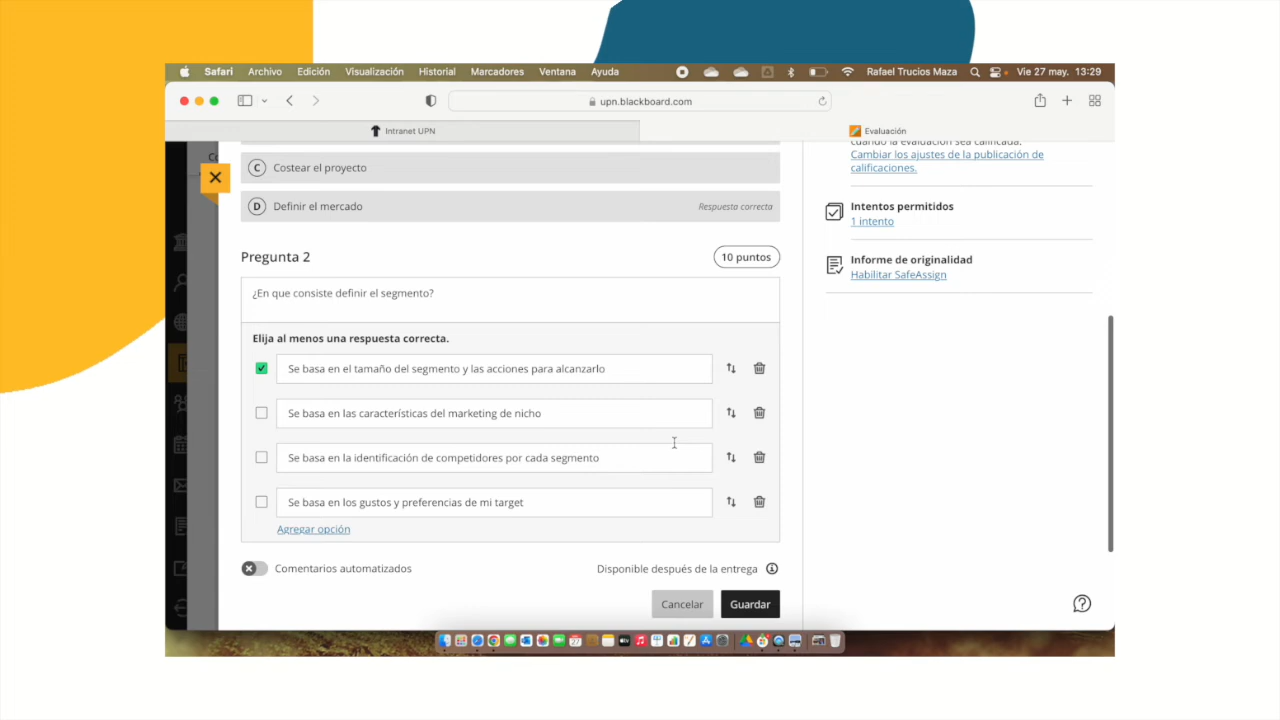 Safari Archivo Edición Visualización Historial Marcadores Ventana Ayuda Rafael Trucios Maza Vie 27 may. 13:29
upn.blackboard.com
Intranet UPN Evaluación
cuando la evaluación sea calificada.
Cambiar los ajustes de la publicación de
calificaciones.
C Costear el proyecto
D Definir el mercado Respuesta correcta
Intentos permitidos
1 intento
Informe de originalidad
Habilitar SafeAssign
Pregunta 2 10 puntos
¿En que consiste definir el segmento?
Elija al menos una respuesta correcta.
Se basa en el tamaño del segmento y las acciones para alcanzarlo
Se basa en las características del marketing de nicho
Se basa en la identificación de competidores por cada segmento
Se basa en los gustos y preferencias de mi target
Agregar opción
Comentarios automatizados Disponible después de la entrega
Cancelar Guardar